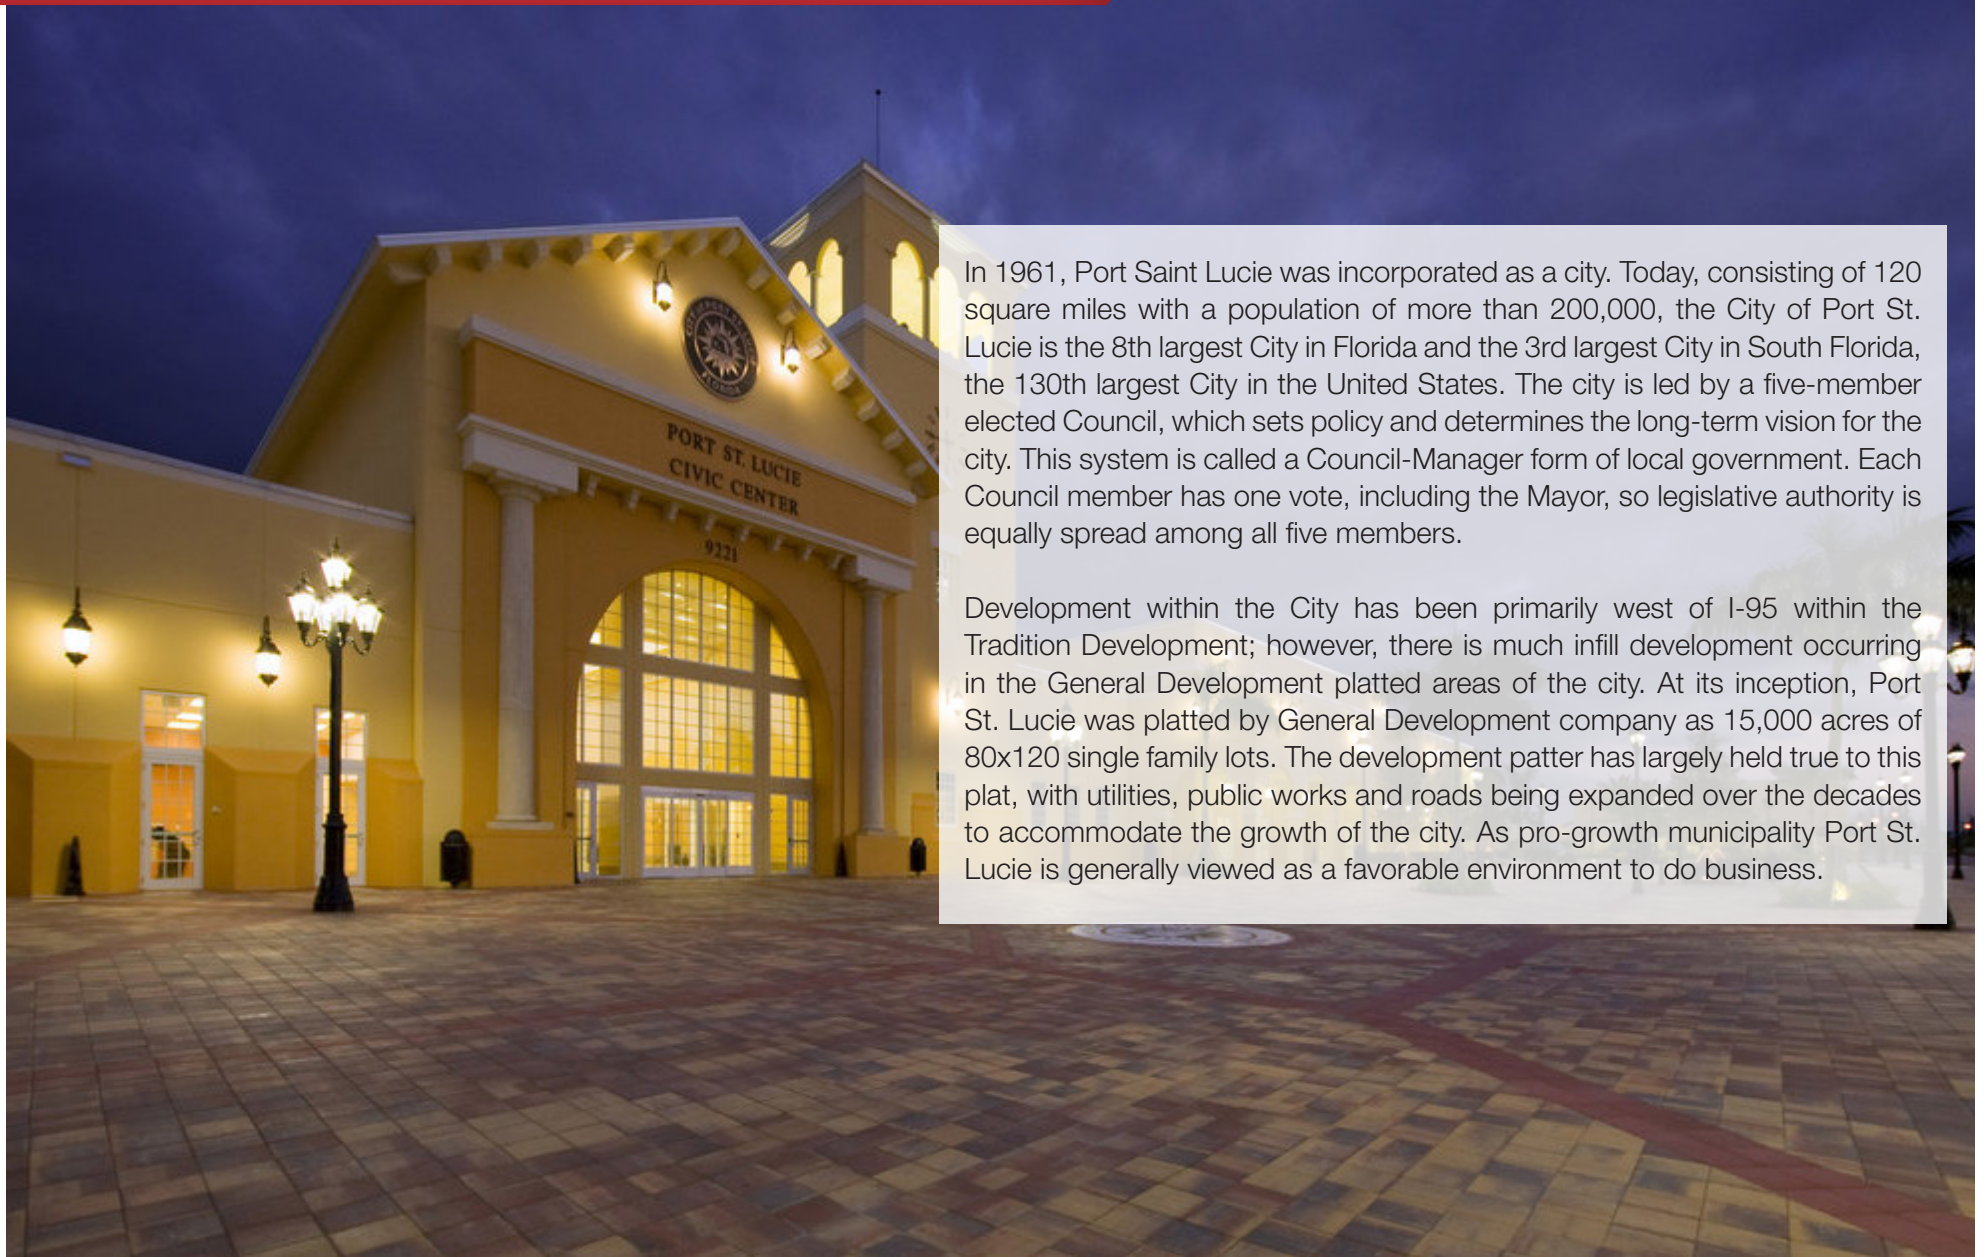 FLORIDA
PORT ST. LUCIE
CIVIC CENTER
9221
In 1961, Port Saint Lucie was incorporated as a city. Today, consisting of 120
square miles with a population of more than 200,000, the City of Port St.
Lucie is the 8th largest City in Florida and the 3rd largest City in South Florida,
the 130th largest City in the United States. The city is led by a five-member
elected Council, which sets policy and determines the long-term vision for the
city. This system is called a Council-Manager form of local government. Each
Council member has one vote, including the Mayor, so legislative authority is
equally spread among all five members.
Development within the City has been primarily west of I-95 within the
Tradition Development; however, there is much infill development occurring
in the General Development platted areas of the city. At its inception, Port
St. Lucie was platted by General Development company as 15,000 acres of
80x120 single family lots. The development patter has largely held true to this
plat, with utilities, public works and roads being expanded over the decades
to accommodate the growth of the city. As pro-growth municipality Port St.
Lucie is generally viewed as a favorable environment to do business.